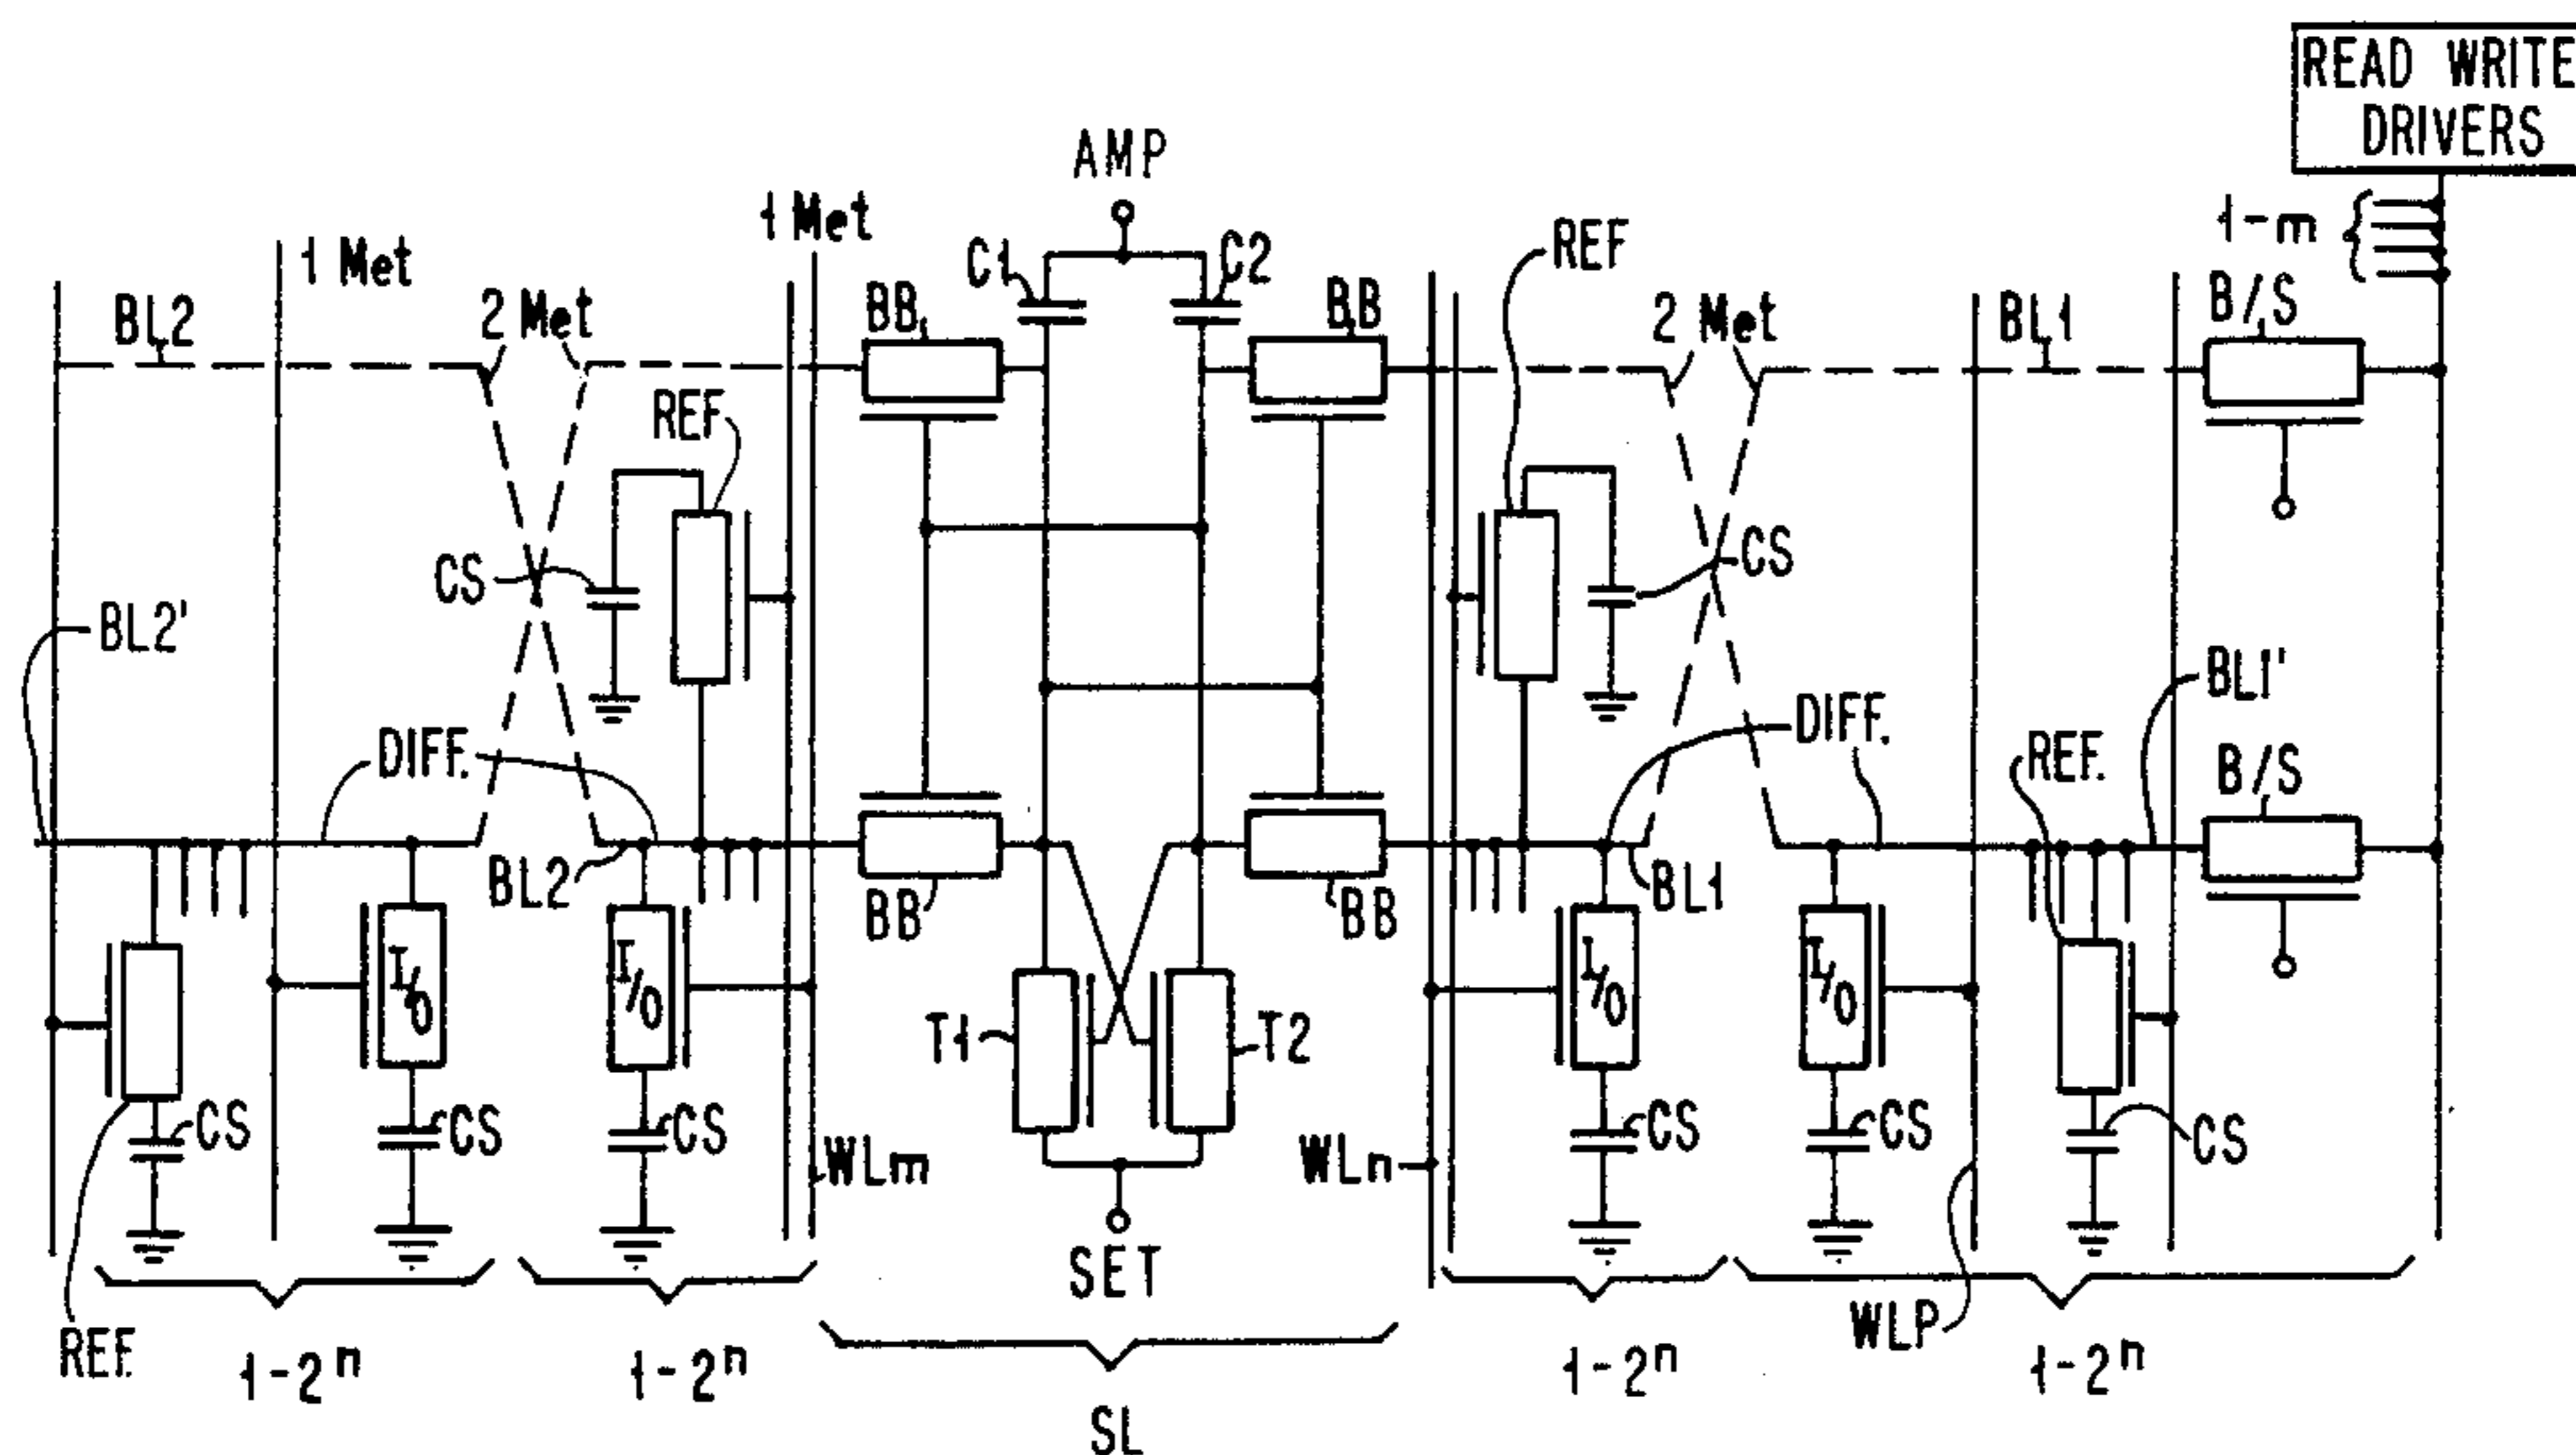 READ WRITE
DRIVERS
AMP
1 Met
1-m
1 Met
C1
C2
REF
BL2
2 Met
BB
BB
2 Met
BL1
B/S
REF
CS
CS
BL2'
BL1'
DIFF.
DIFF.
REF.
B/S
BL2
BB
BB
BL1
I/O
I/O
I/O
I/O
T1
T2
CS
CS
CS
WLm
WLn
CS
CS
CS
SET
REF.
1-2ⁿ
1-2ⁿ
1-2ⁿ
WLP
1-2ⁿ
SL